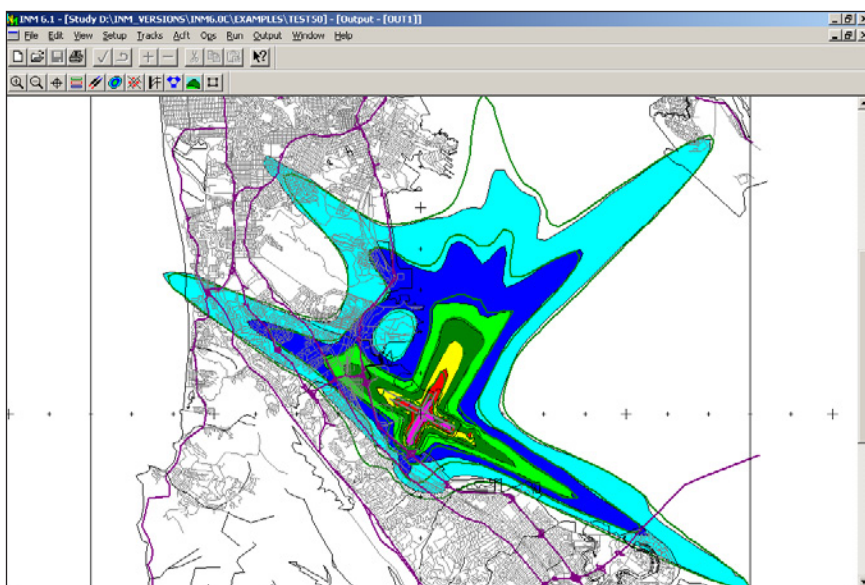 INM 6.1 - [Study D:\INM_VERSIONS\INM6.0C\EXAMPLES\TEST50] - [Output - [OUT1]]
File Edit View Setup Tracks Acft Ops Run Output Window Help